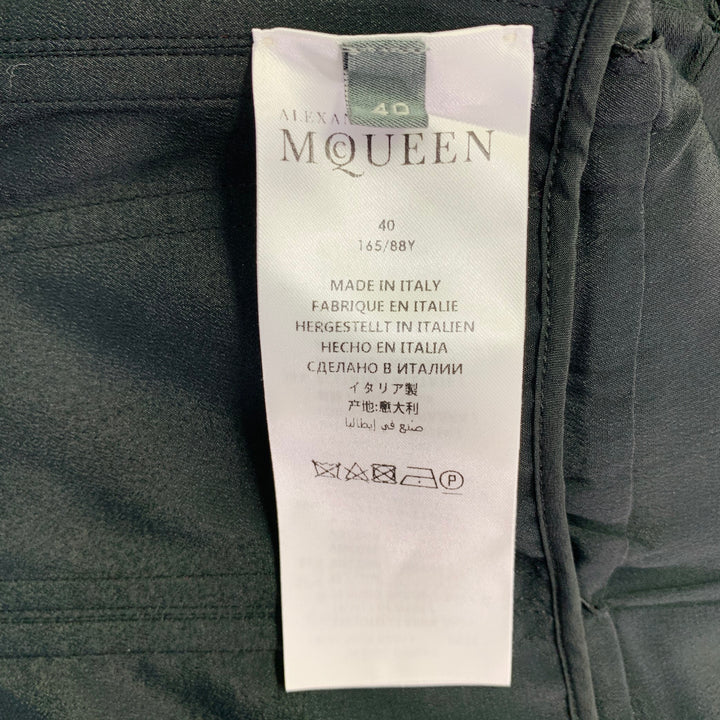 40
ALEXAN
McQUEEN
40
165/88Y
MADE IN ITALY
FABRIQUE EN ITALIE
HERGESTELLT IN ITALIEN
HECHO EN ITALIA
СДЕЛАНО В ИТАЛИИ
イタリア製
产地:意大利
صنع في إيطاليا
P